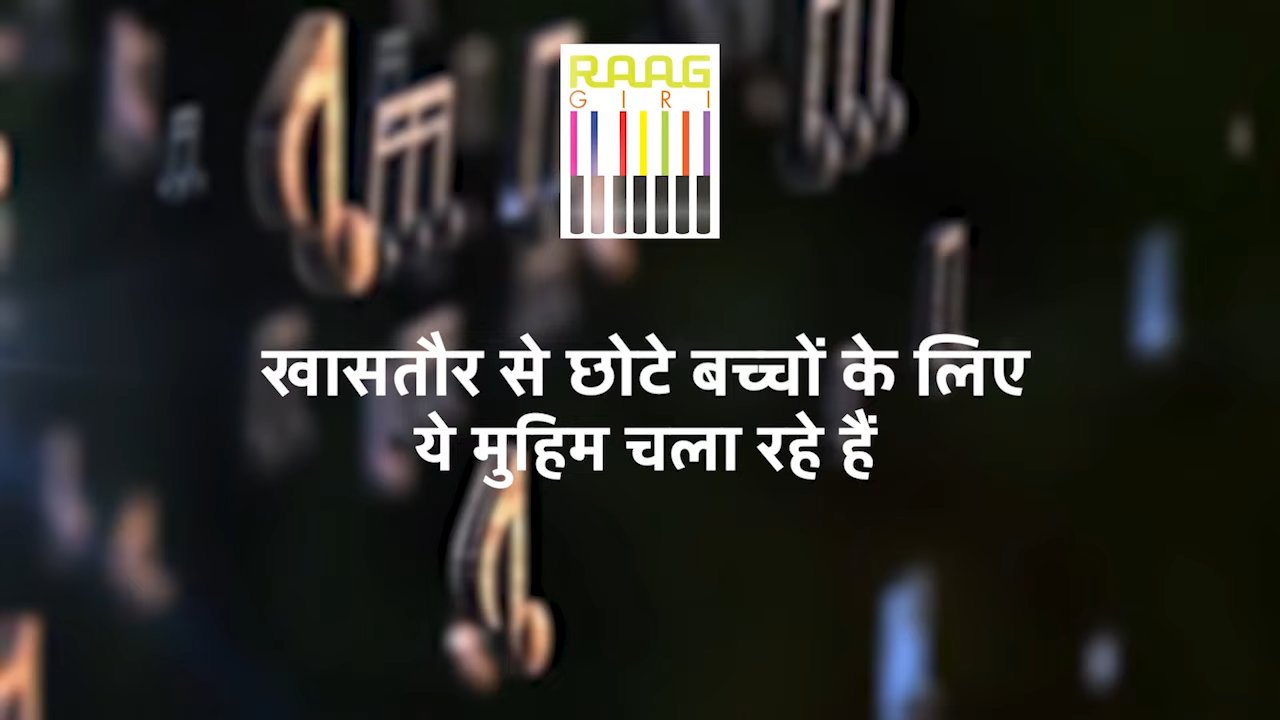 RAAG
GIRI
खासतौर से छोटे बच्चों के लिए
ये मुहिम चला रहे हैं